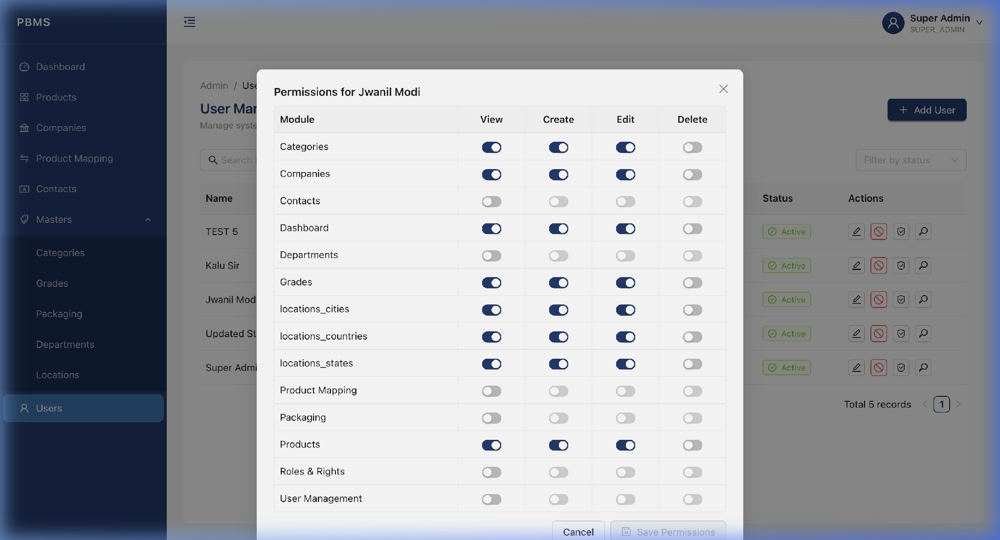 PBMS
Super Admin
SUPER_ADMIN
Dashboard
Products
Companies
Product Mapping
Contacts
Masters
Categories
Grades
Packaging
Departments
Locations
Users
Admin / Use
User Mar
Manage syste
Add User
Search
Filter by status
Name
Status
Actions
TEST 5
Active
Kalu Sir
Active
Jwanil Mod
Active
Updated St
Active
Super Admi
Active
Total 5 records
1
Permissions for Jwanil Modi
Module View Create Edit Delete
Categories
Companies
Contacts
Dashboard
Departments
Grades
locations_cities
locations_countries
locations_states
Product Mapping
Packaging
Products
Roles & Rights
User Management
Cancel
Save Permissions